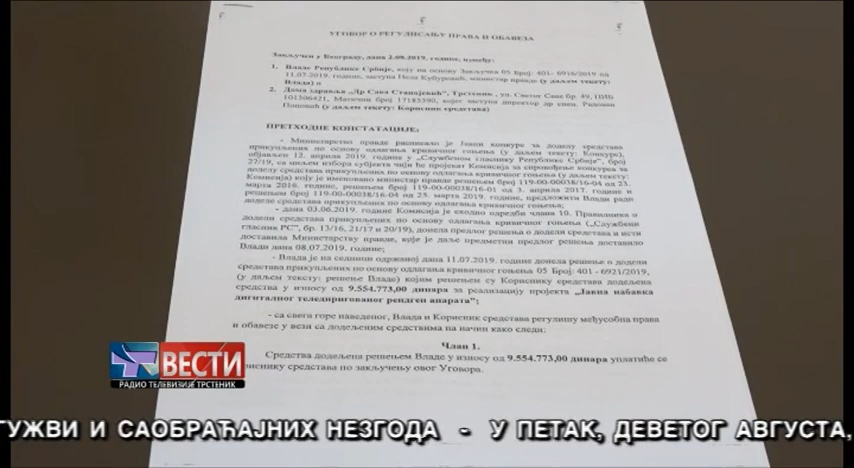 УГОВОР О РЕГУЛИСАЊУ ПРАВА И ОБАВЕЗА
Закључен у Београду, дана 2.08.2019. године, између:
1. Владе Републике Србије, коју на основу Закључка 05 Број: 401- 6916/2019 од
11.07.2019. године, заступа Нела Кубуровић, министар правде (у даљем тексту:
Влада) и
2. Дома здравља „Др Сава Станојевић“, Трстеник , ул. Светог Саве бр. 49, ПИБ
101306421, Матични број 17183390, којег заступа директор др спец.
Поповић (у даљем тексту: Корисник средстава)
ПРЕТХОДНЕ КОНСТАТАЦИЈЕ:
- Министарство правде расписало је Јавни конкурс за доделу средстава
прикупљених по основу одлагања кривичног гоњења (у даљем тексту: Конкурс),
објављен 12. априла 2019. године у „Службеном гласнику Републике Србије“, број
27/19, са циљем избора субјекта чији ће пројекат Комисија за спровођење конкурса за
доделу средстава прикупљених по основу одлагања кривичног гоњења (у даљем тексту:
Комисија) коју је именовало министар правде решењем број 119-00-00038/16-04 од 23.
марта 2016. године, решењем број 119-00-00038/16-01 од 3. априла 2017. године и
решењем број 119-00-00038/16-04 од 25. марта 2019. године, предложити Влади ради
доделе средстава прикупљених по основу одлагања кривичног гоњења;
- дана 03.06.2019. године Комисија је сходно одредби члана 10. Правилника о
додели средстава прикупљених по основу одлагања кривичног гоњења („Службени
гласник РС“, бр. 13/16, 21/17 и 20/19), донела предлог решења о додели средстава и исти
доставила Министарству правде, које је даље предметни предлог решења доставило
Влади дана 08.07.2019. године;
- Влада је на седници одржаној дана 11.07.2019. године донела решење о додели
средстава прикупљених по основу одлагања кривичног гоњења 05 Број: 401 - 6921/2019,
(у даљем тексту: решење Владе) којим решењем су Кориснику средстава додељена
средства у износу од 9.554.773,00 динара за реализацију пројекта „Јавна набавка
дигиталног теледиригованог рендген апарата“;
- са свега горе наведеног, Влада и Корисник средстава регулишу међусобна права
и обавезе у вези са додељеним средствима на начин како следи:
Члан 1.
Средства додељена решењем Владе у износу од 9.554.773,00 динара уплатиће се
кориснику средстава по закључењу овог Уговора.
ВЕСТИ
РАДИО ТЕЛЕВИЗИЈЕ ТРСТЕНИК
ГУЖВИ И САОБРАЋАЈНИХ НЕЗГОДА - У ПЕТАК, ДЕВЕТОГ АВГУСТА,